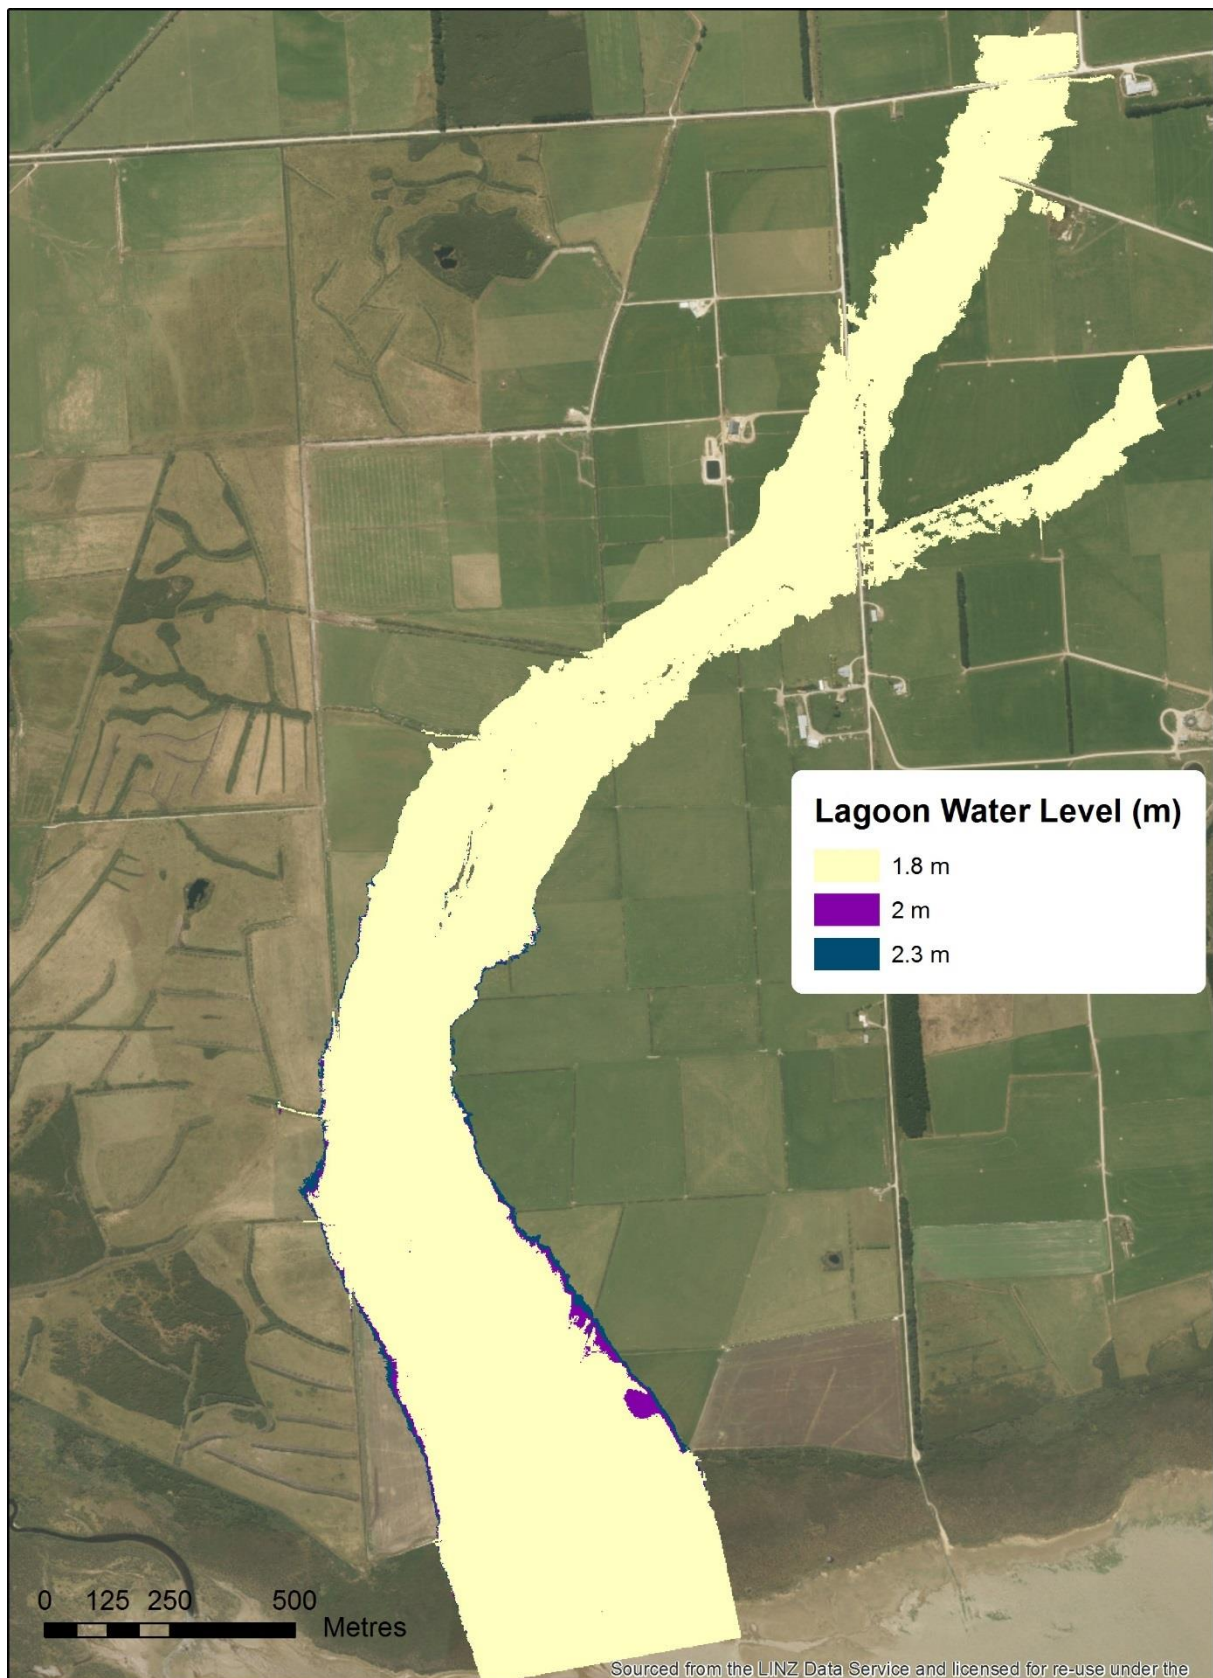 Lagoon Water Level (m)
1.8 m
2 m
2.3 m
0 125 250 500
Metres
Sourced from the LINZ Data Service and licensed for re-use under the